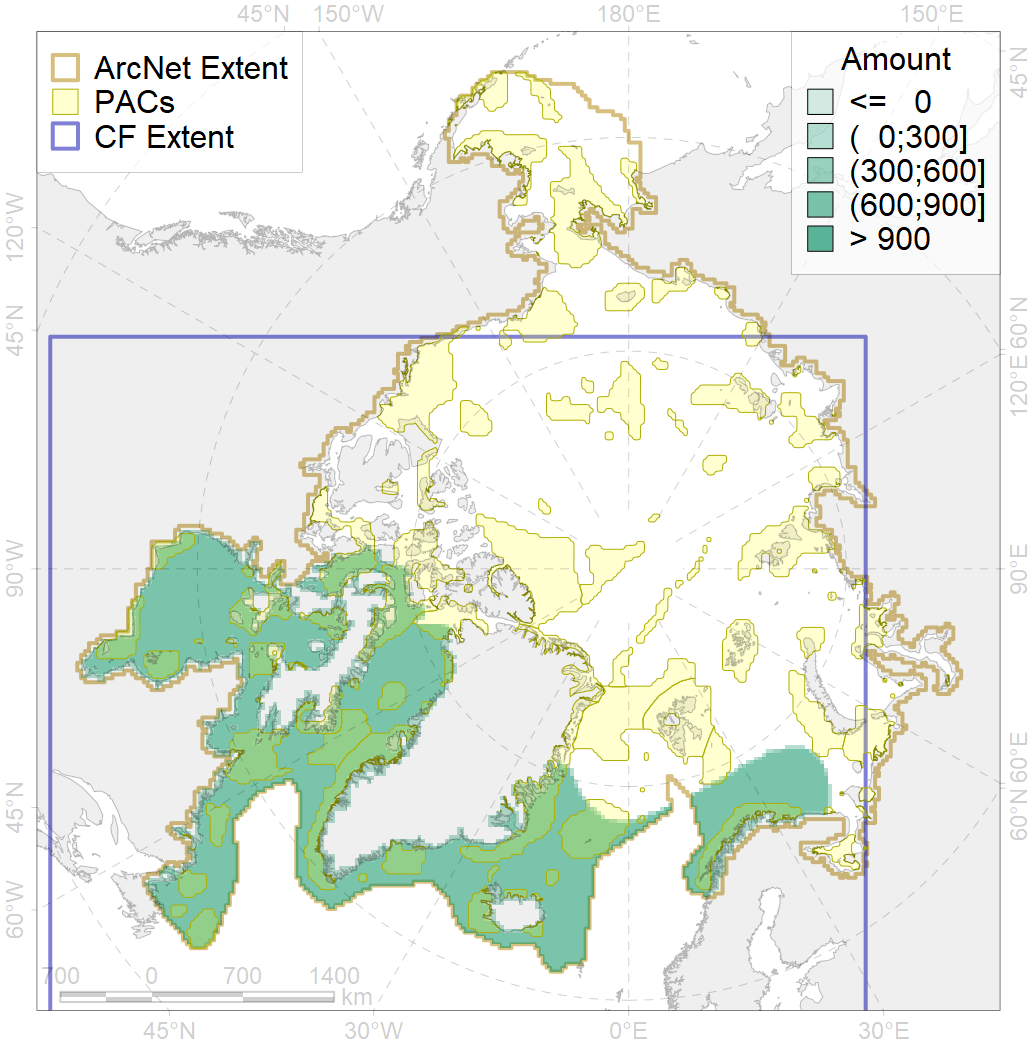 45°N 150°W 180°E 150°E
ArcNet Extent
PACs
CF Extent
Amount
<= 0
( 0;300]
(300;600]
(600;900]
> 900
45°N
120°W
60°N
45°N
120°E
90°W
90°E
45°N
60°E
60°N
60°W
700 0 700 1400
km
45°N 30°W 0°E 30°E